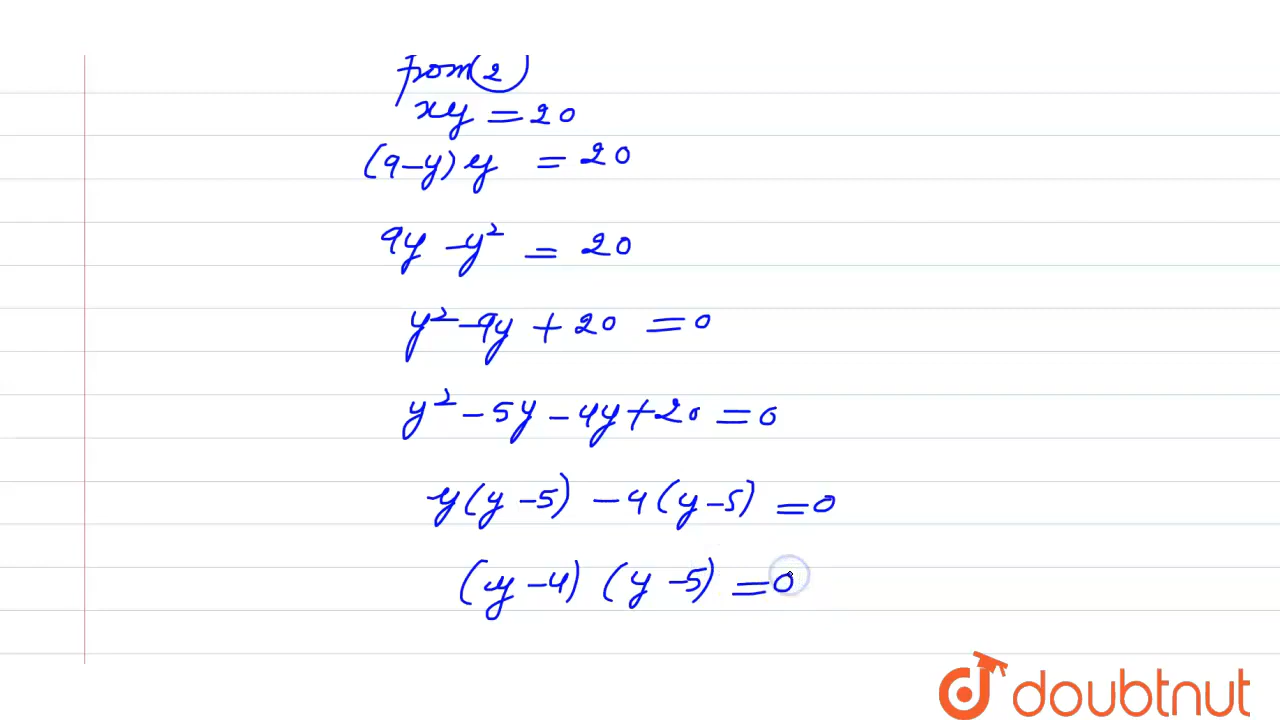 from(2)
xy = 20
(9-y)y = 20
9y - y² = 20
y² - 9y + 20 = 0
y² - 5y - 4y + 20 = 0
y(y-5) - 4(y-5) = 0
(y-4)(y-5) = 0
doubtnut